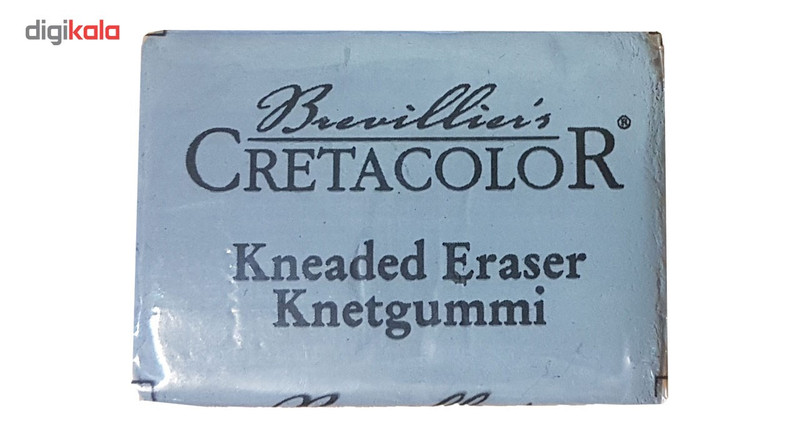 digikala
Brevillier's
CRETACOLOR®
Kneaded Eraser
Knetgummi